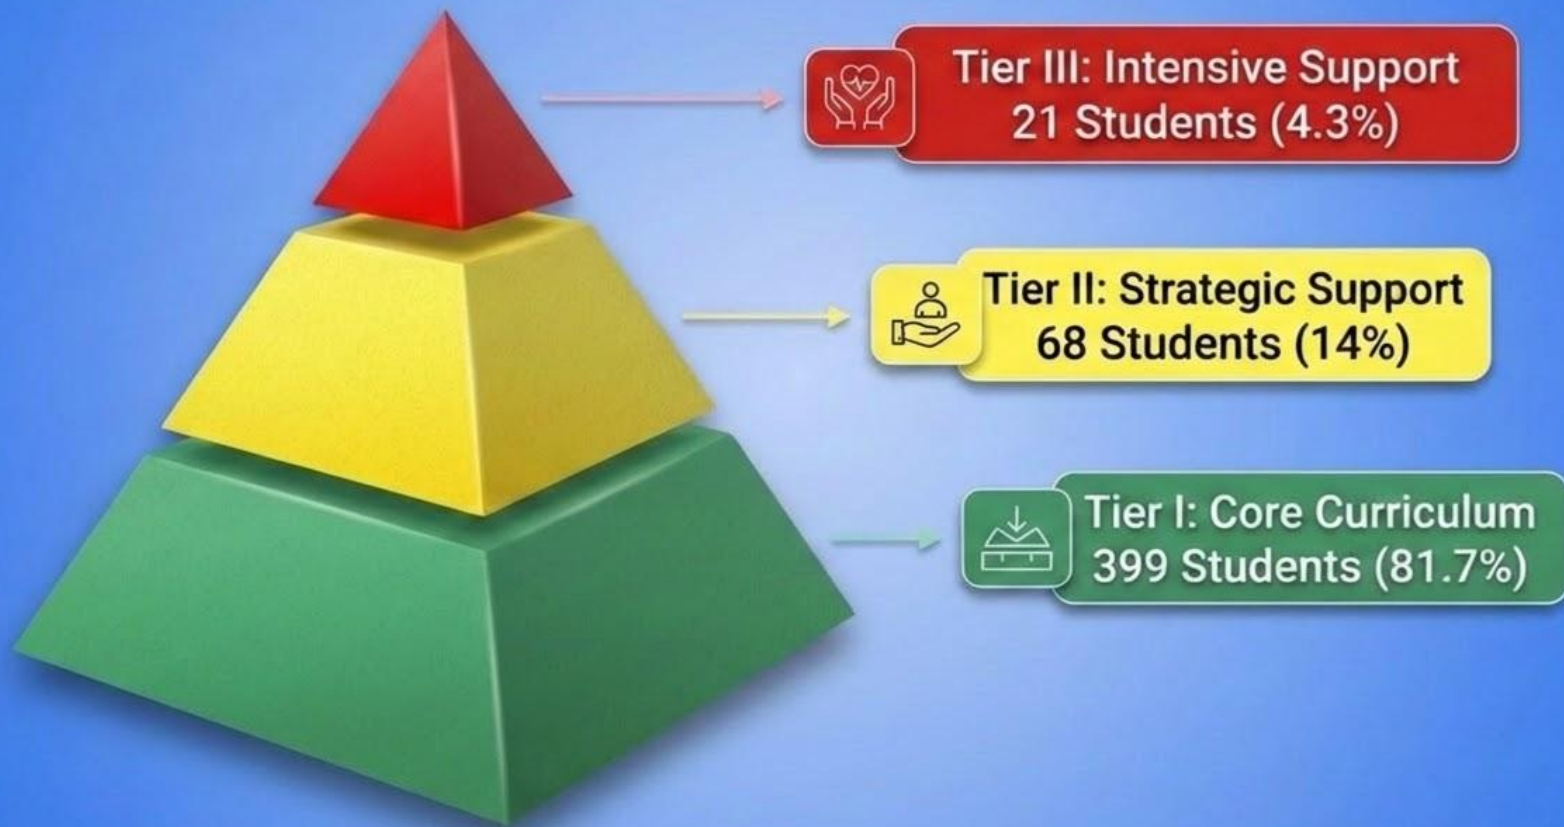 Tier III: Intensive Support
21 Students (4.3%)
Tier II: Strategic Support
68 Students (14%)
Tier I: Core Curriculum
399 Students (81.7%)